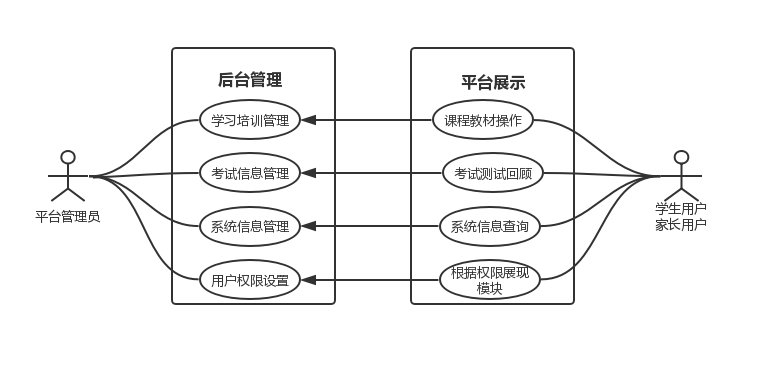 后台管理
平台展示
学习培训管理
课程教材操作
考试信息管理
考试测试回顾
平台管理员
学生用户
家长用户
系统信息管理
系统信息查询
用户权限设置
根据权限展现
模块